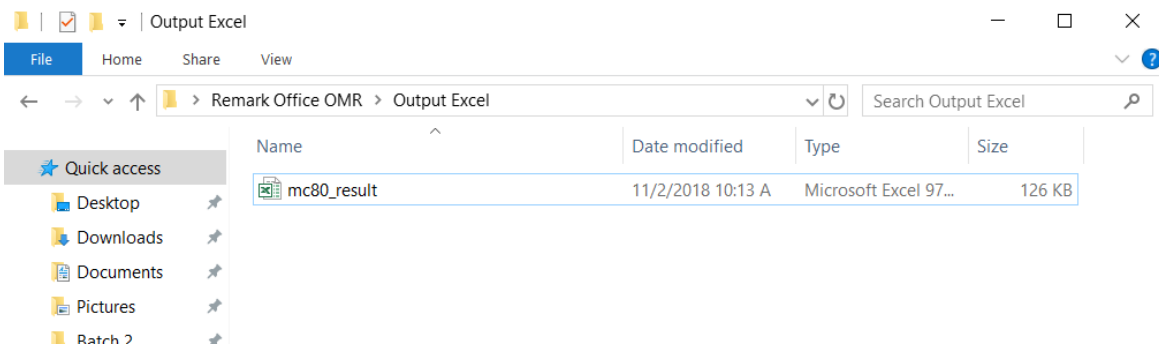 Output Excel
File Home Share View
Remark Office OMR > Output Excel Search Output Excel
Name Date modified Type Size
Quick access
mc80_result 11/2/2018 10:13 A Microsoft Excel 97... 126 KB
Desktop
Downloads
Documents
Pictures
Batch 2